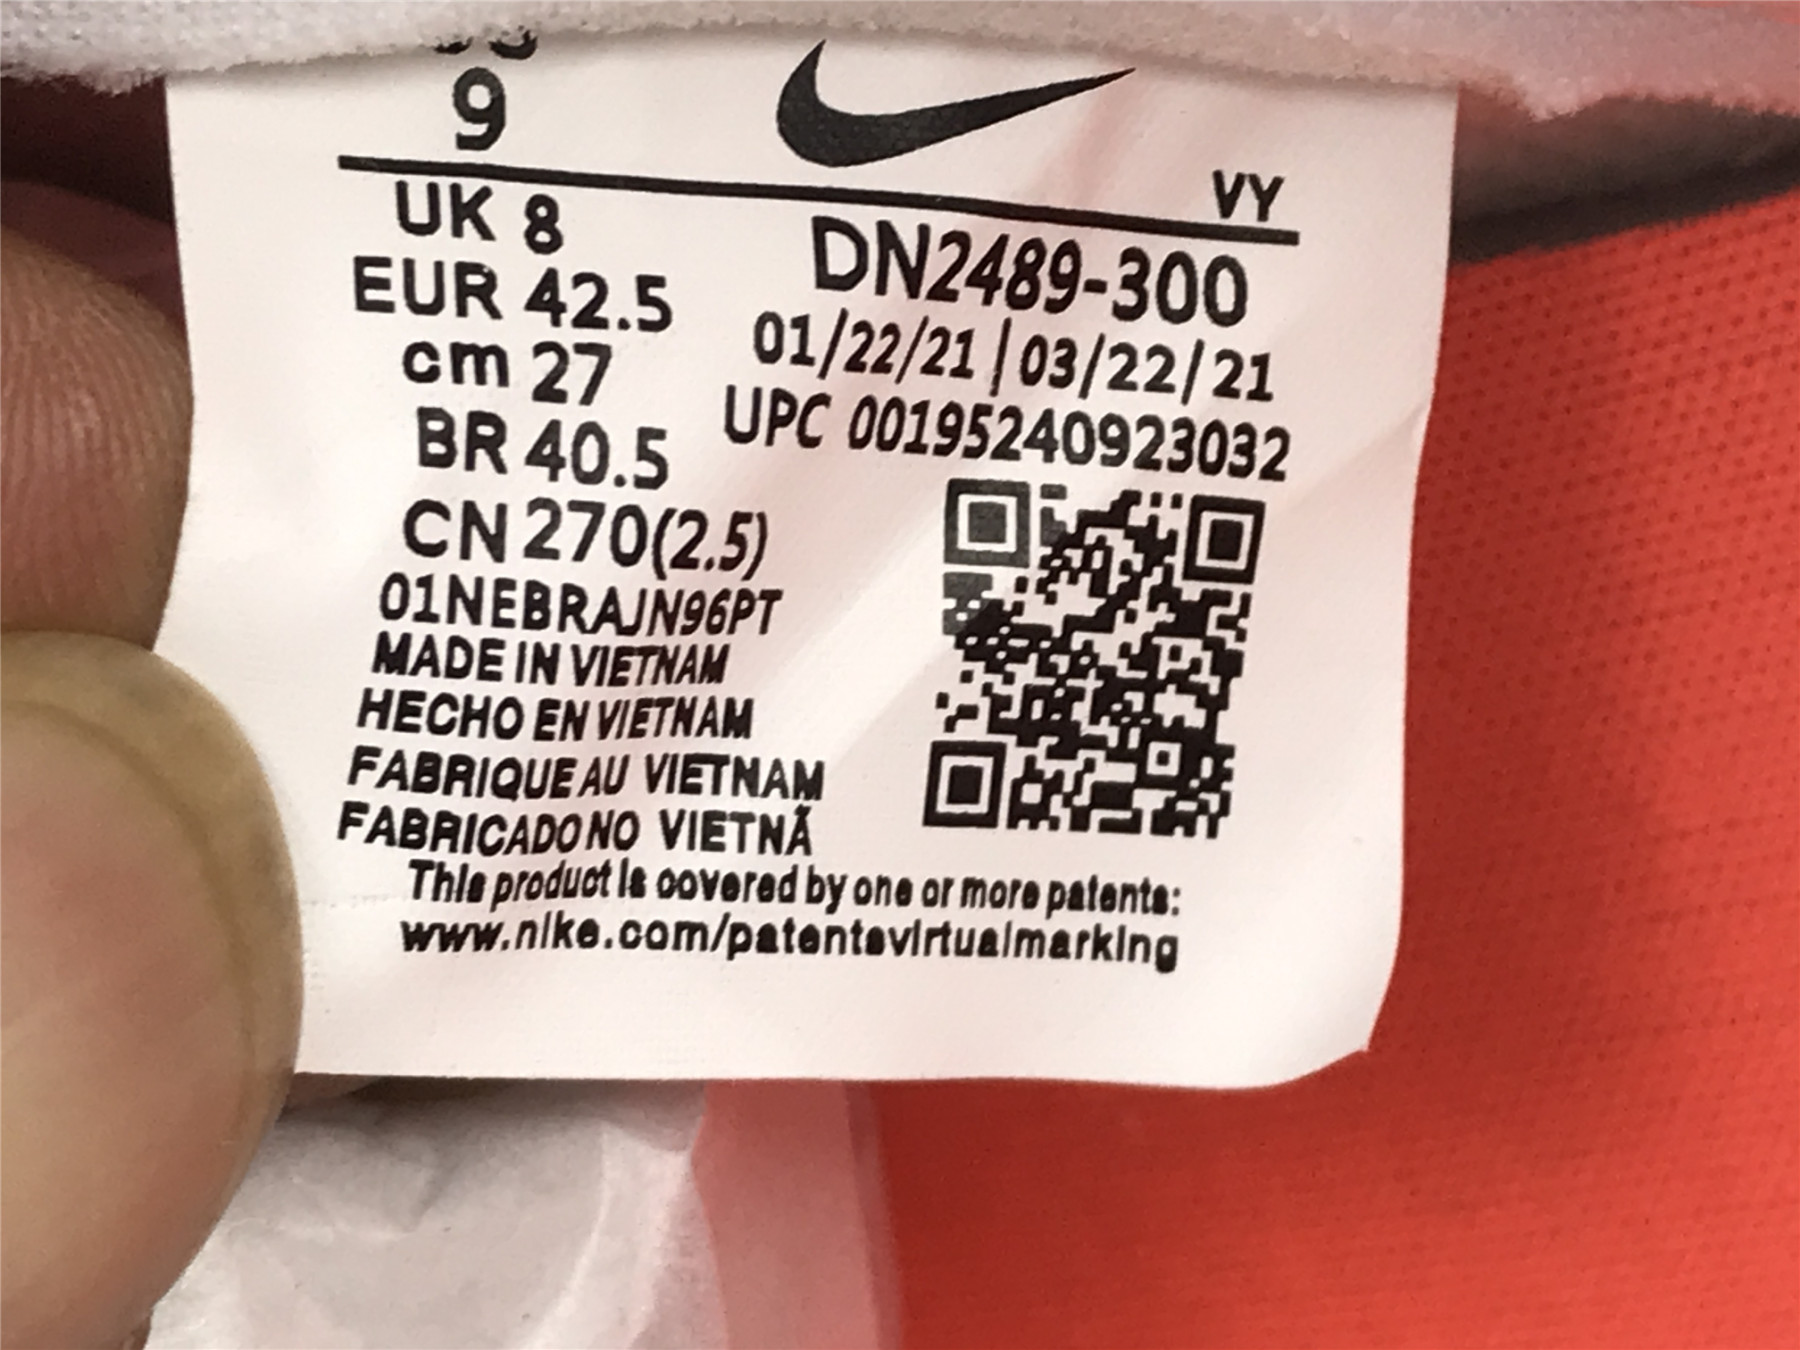 9
VY
UK 8
EUR 42.5
cm 27
BR 40.5
CN 270(2.5)
DN2489-300
01/22/21 | 03/22/21
UPC 00195240923032
01NEBRAJN96PT
MADE IN VIETNAM
HECHO EN VIETNAM
FABRIQUE AU VIETNAM
FABRICADO NO VIETNÃ
This product is covered by one or more patents:
www.nike.com/patentsvirtualmarking